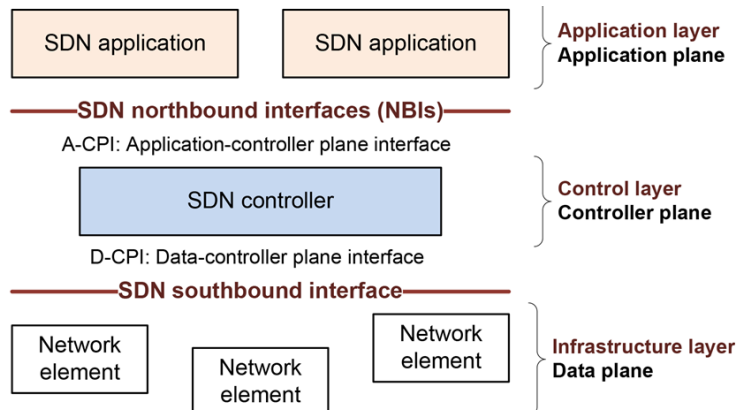 SDN application
SDN application
Application layer
Application plane
SDN northbound interfaces (NBIs)
A-CPI: Application-controller plane interface
SDN controller
Control layer
Controller plane
D-CPI: Data-controller plane interface
SDN southbound interface
Network
element
Network
element
Network
element
Infrastructure layer
Data plane